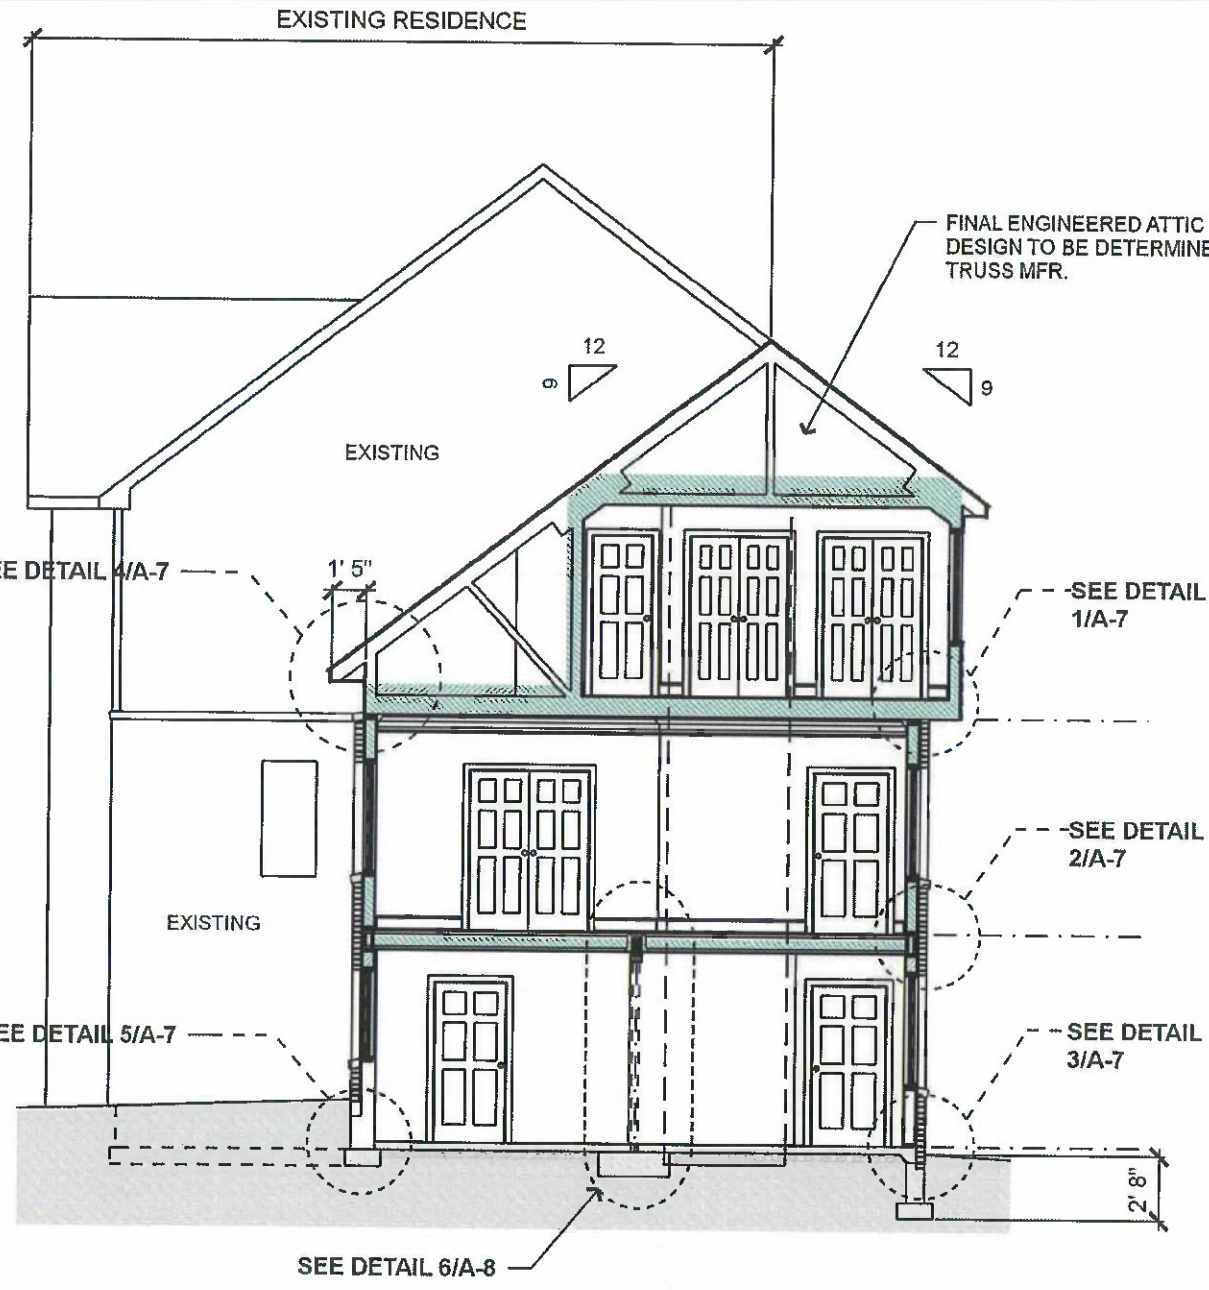 EXISTING RESIDENCE
FINAL ENGINEERED ATTIC
DESIGN TO BE DETERMINE
TRUSS MFR.
12
9
12
9
EXISTING
EE DETAIL 4/A-7
1' 5"
SEE DETAIL
1/A-7
SEE DETAIL
2/A-7
EXISTING
EE DETAIL 5/A-7
SEE DETAIL
3/A-7
2' 8"
SEE DETAIL 6/A-8